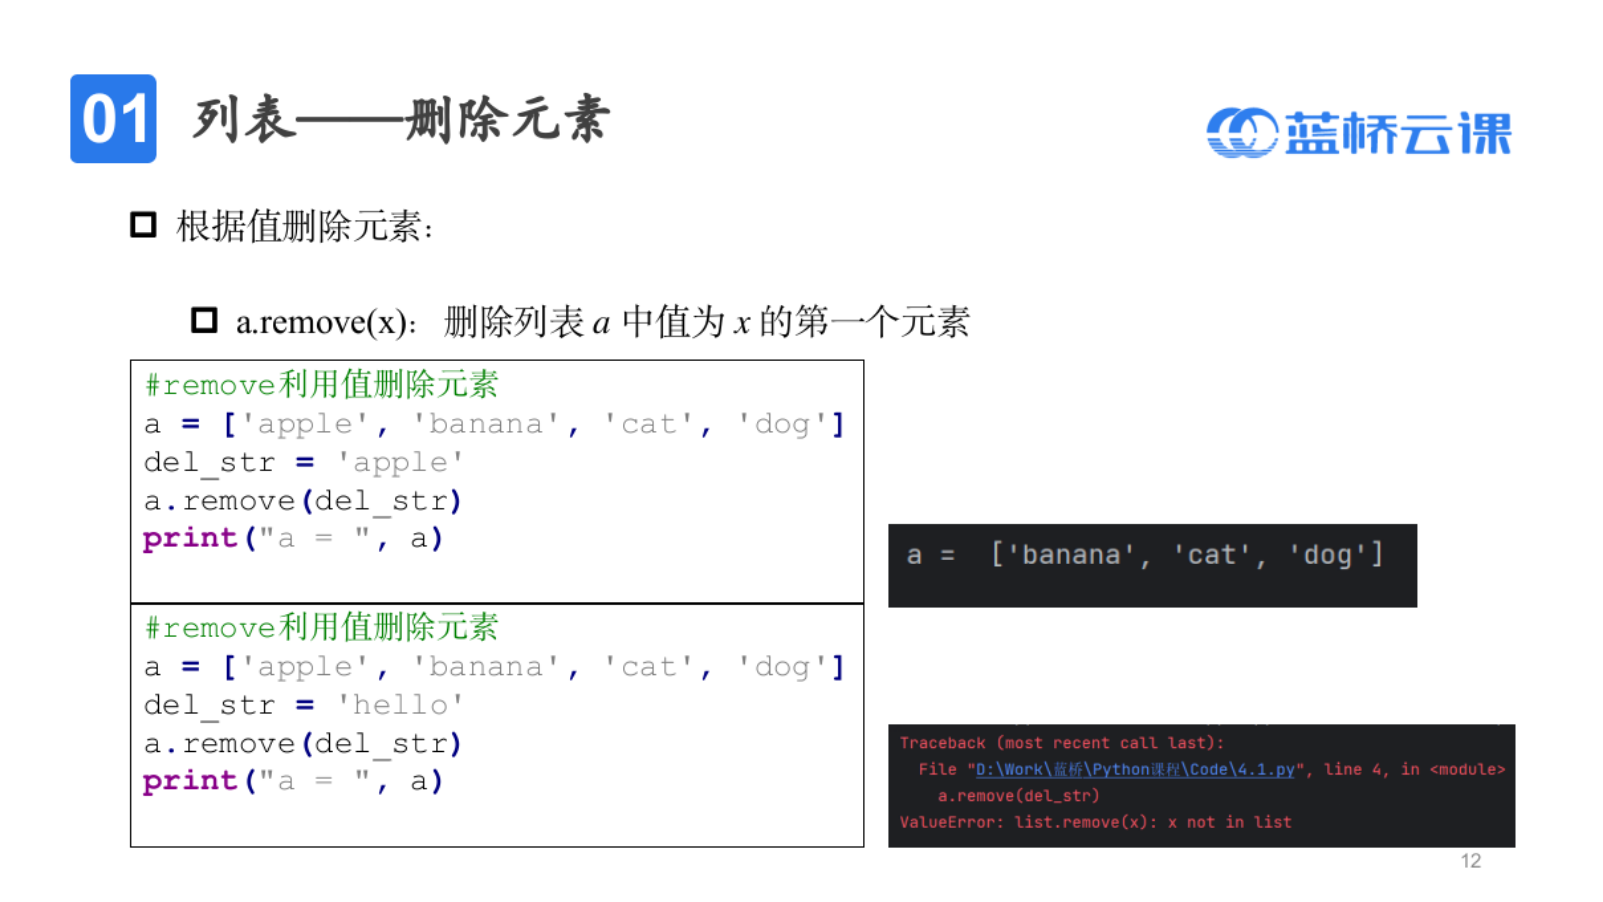 01 列表——删除元素
蓝桥云课
根据值删除元素：
a.remove(x)： 删除列表 a 中值为 x 的第一个元素
#remove利用值删除元素
a = ['apple', 'banana', 'cat', 'dog']
del_str = 'apple'
a.remove(del_str)
print("a = ", a)
a =  ['banana', 'cat', 'dog']
#remove利用值删除元素
a = ['apple', 'banana', 'cat', 'dog']
del_str = 'hello'
a.remove(del_str)
print("a = ", a)
Traceback (most recent call last):
File "D:\Work\蓝桥\Python课程\Code\4.1.py", line 4, in <module>
a.remove(del_str)
ValueError: list.remove(x): x not in list
12